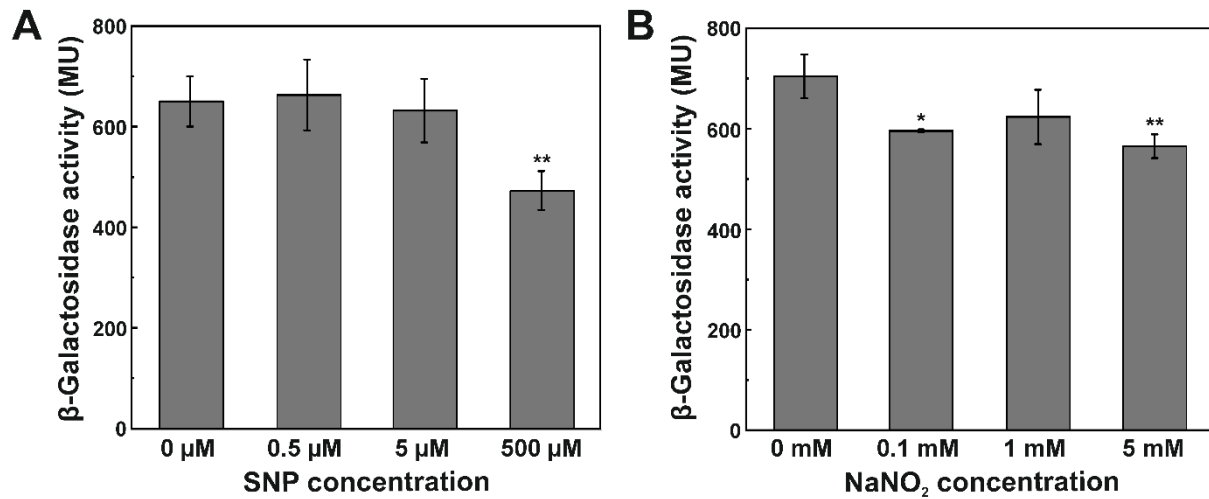 A
β-Galactosidase activity (MU)
800
600
400
200
0
**
0 µM 0.5 µM 5 µM 500 µM
SNP concentration
B
β-Galactosidase activity (MU)
800
600
400
200
0
*
**
0 mM 0.1 mM 1 mM 5 mM
NaNO₂ concentration